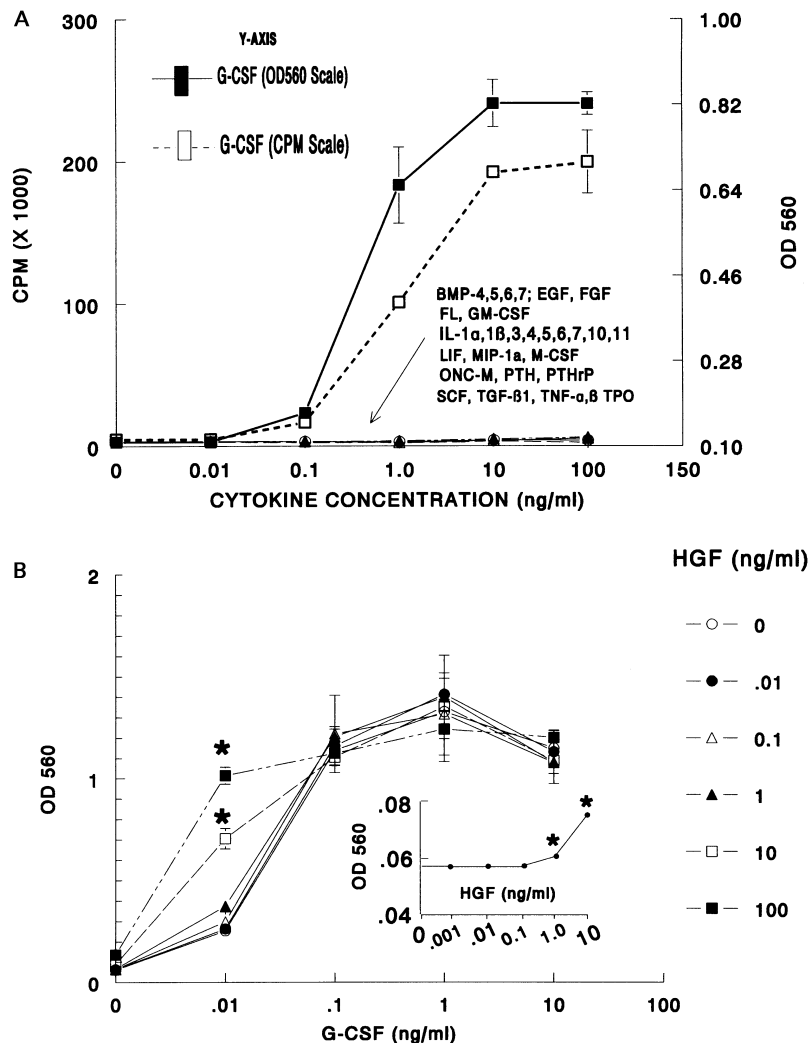 A
Y-AXIS
G-CSF (OD560 Scale)
G-CSF (CPM Scale)
300
200
100
0
CPM (X 1000)
1.00
0.82
0.64
0.46
0.28
0.10
OD 560
BMP-4,5,6,7; EGF, FGF
FL, GM-CSF
IL-1α,1ß,3,4,5,6,7,10,11
LIF, MIP-1a, M-CSF
ONC-M, PTH, PTHrP
SCF, TGF-ß1, TNF-α,ß TPO
0 0.01 0.1 1.0 10 100 150
CYTOKINE CONCENTRATION (ng/ml)
B
2
1
0
OD 560
HGF (ng/ml)
0
.01
0.1
1
10
100
.08
.06
.04
OD 560
HGF (ng/ml)
0 .001 .01 0.1 1.0 10
0 .01 .1 1 10 100
G-CSF (ng/ml)